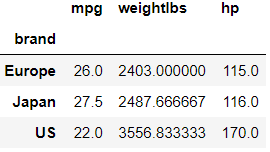 mpg weightlbs hp
brand
Europe 26.0 2403.000000 115.0
Japan 27.5 2487.666667 116.0
US 22.0 3556.833333 170.0